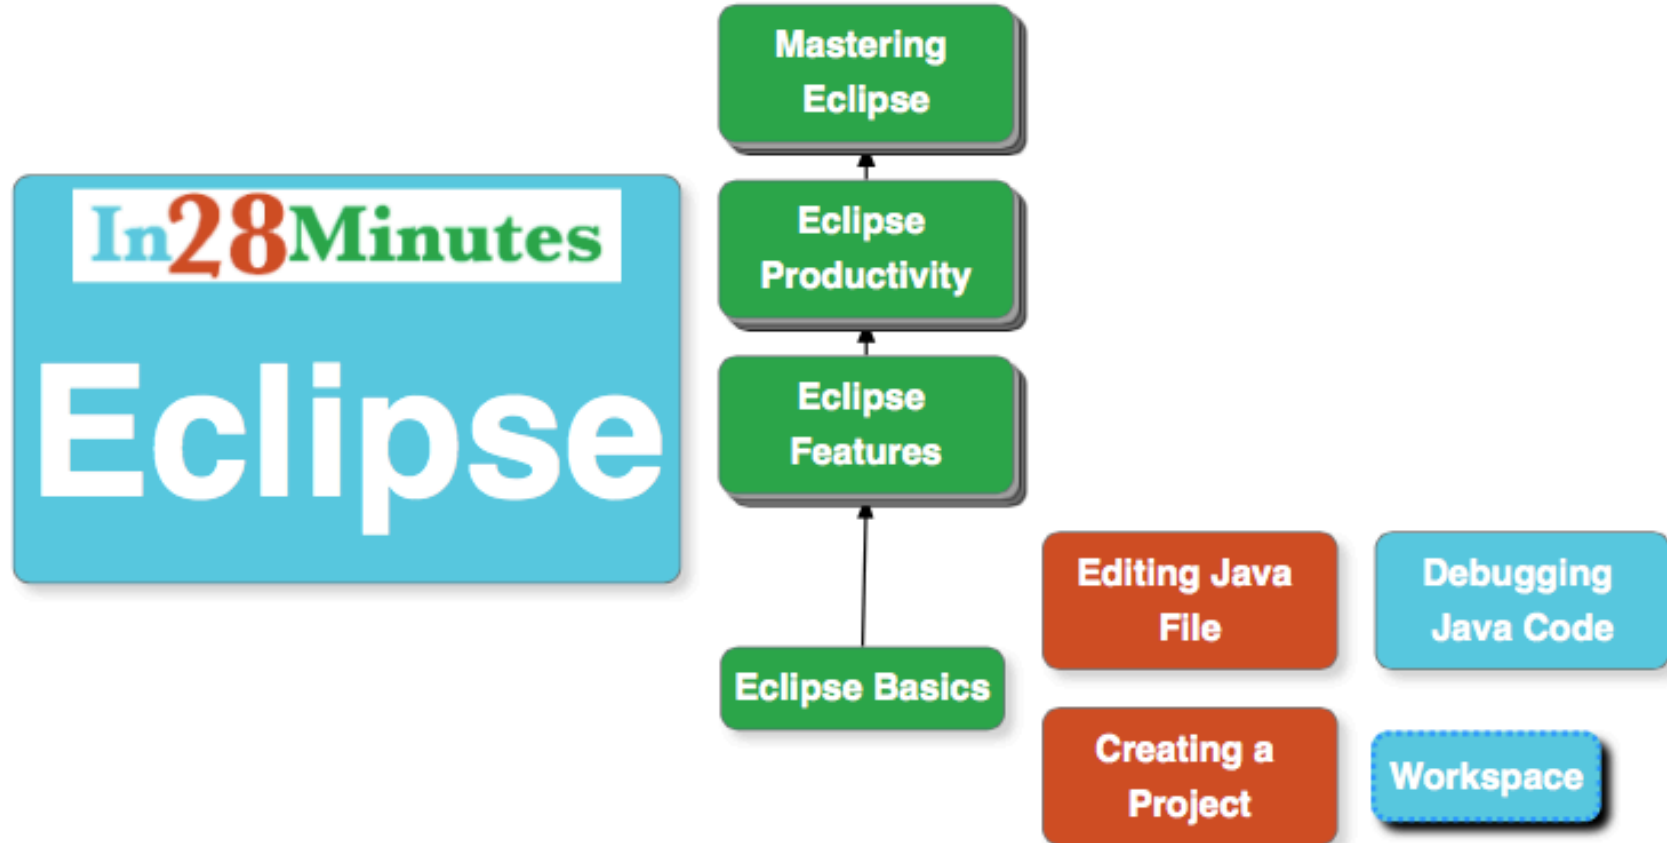 In28Minutes
Eclipse
Mastering
Eclipse
Eclipse
Productivity
Eclipse
Features
Eclipse Basics
Editing Java
File
Debugging
Java Code
Creating a
Project
Workspace